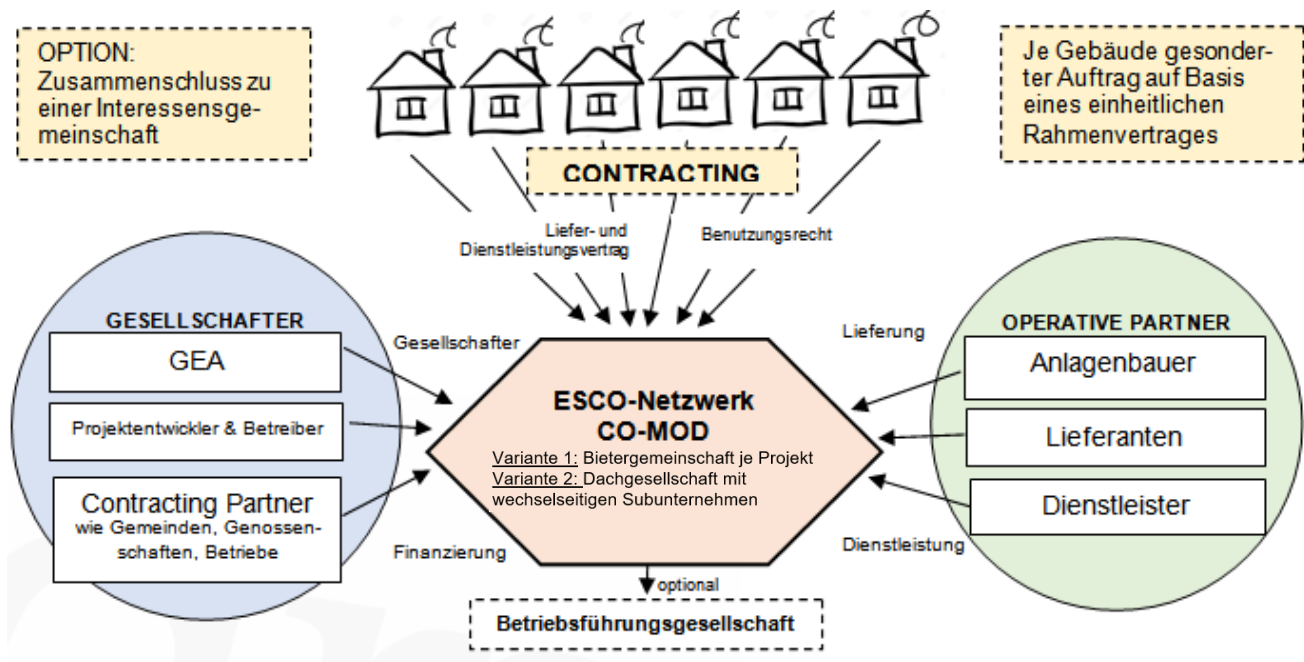 OPTION:
Zusammenschluss zu
einer Interessensge-
meinschaft
Je Gebäude gesonder-
ter Auftrag auf Basis
eines einheitlichen
Rahmenvertrages
CONTRACTING
Liefer- und
Dienstleistungsvertrag
Benutzungsrecht
GESELLSCHAFTER
GEA
Projektentwickler & Betreiber
Contracting Partner
wie Gemeinden, Genossen-
schaften, Betriebe
Gesellschafter
Finanzierung
ESCO-Netzwerk
CO-MOD
Variante 1: Bietergemeinschaft je Projekt
Variante 2: Dachgesellschaft mit
wechselseitigen Subunternehmen
Lieferung
Dienstleistung
OPERATIVE PARTNER
Anlagenbauer
Lieferanten
Dienstleister
optional
Betriebsführungsgesellschaft